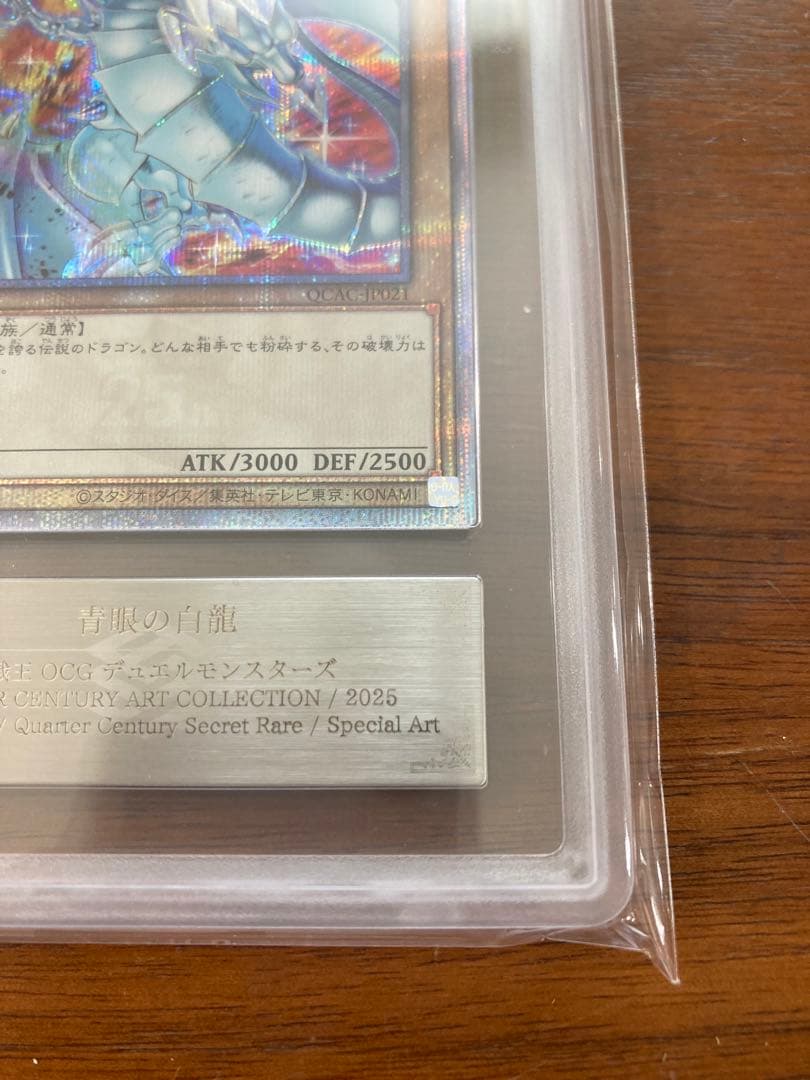 QCAC-JP021
族／通常】
を誇る伝説のドラゴン。どんな相手でも粉砕する、その破壊力は
。
25th
ATK/3000 DEF/2500
©スタジオ・ダイス／集英社・テレビ東京・KONAMI
青眼の白龍
戯王 OCG デュエルモンスターズ
R CENTURY ART COLLECTION / 2025
/ Quarter Century Secret Rare / Special Art